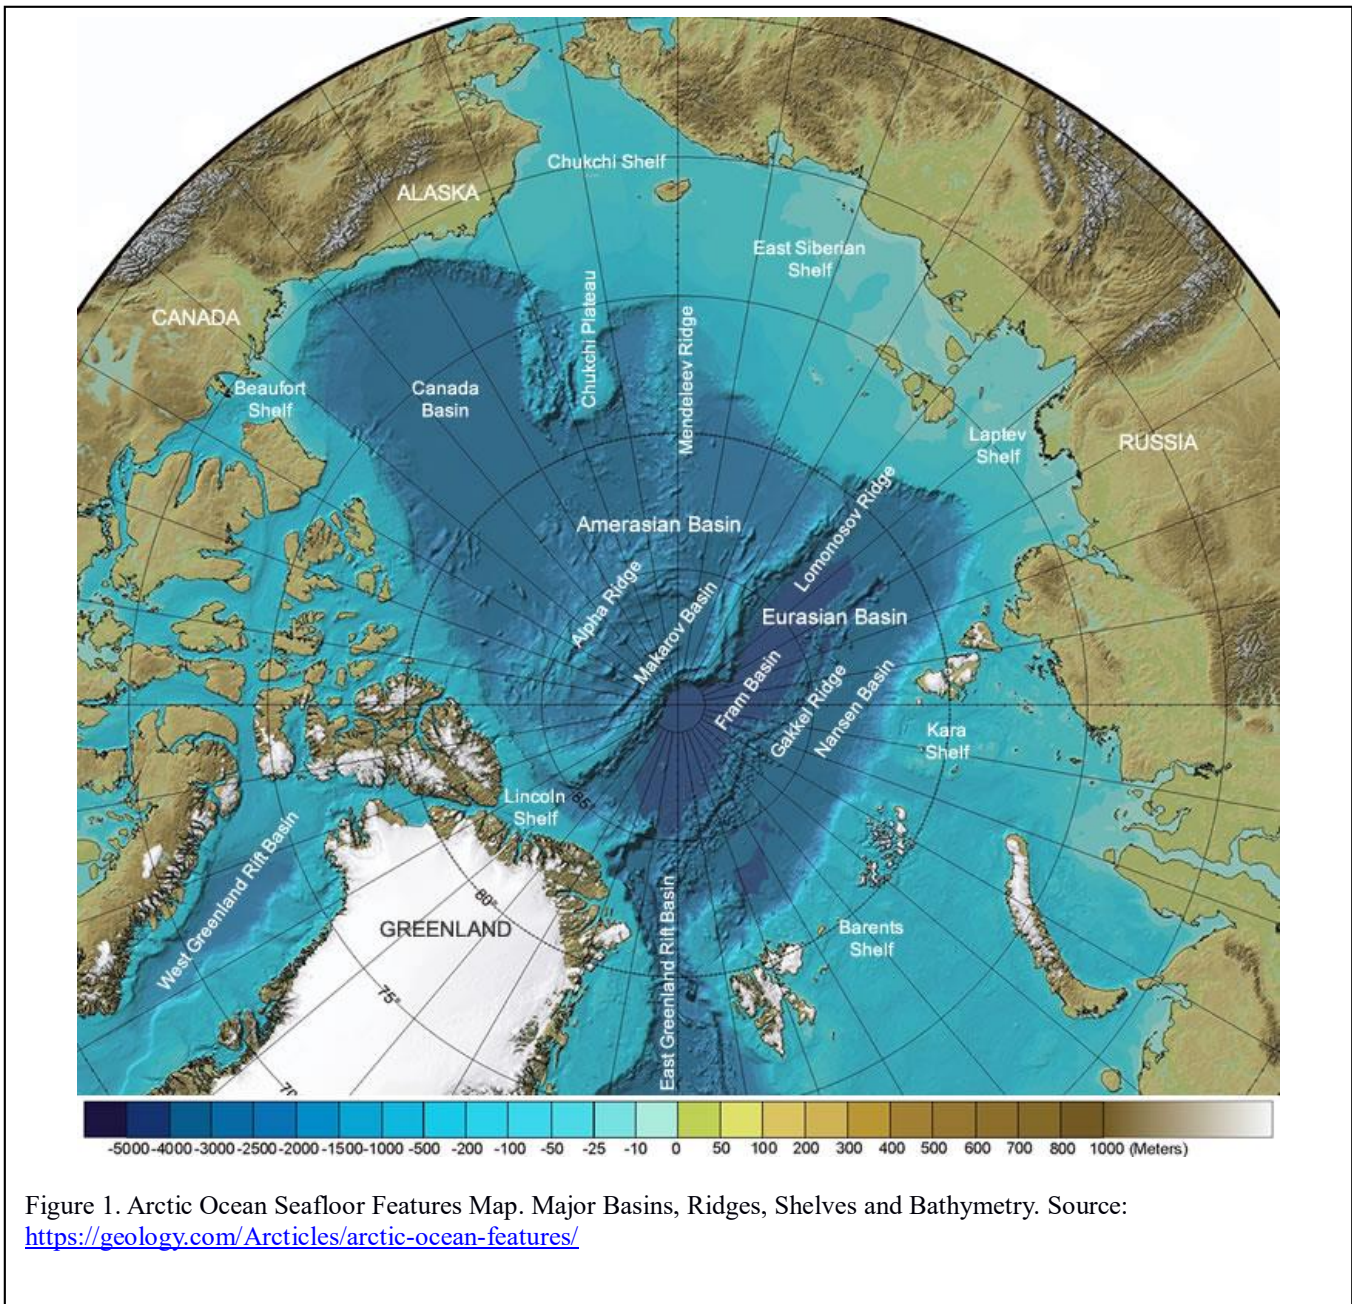 Chukchi Shelf
ALASKA
East Siberian
Shelf
CANADA
Chukchi Plateau
Mendeleev Ridge
Beaufort
Shelf
Canada
Basin
Laptev
Shelf
RUSSIA
Lomonosov Ridge
Amerasian Basin
Alpha Ridge
Makarov Basin
Eurasian Basin
Fram Basin
Gakkel Ridge
Nansen Basin
Kara
Shelf
Lincoln
Shelf
85°
West Greenland Rift Basin
80°
GREENLAND
East Greenland Rift Basin
Barents
Shelf
75°
70
-5000 -4000 -3000 -2500 -2000 -1500 -1000 -500 -200 -100 -50 -25 -10 0 50 100 200 300 400 500 600 700 800 1000 (Meters)
Figure 1. Arctic Ocean Seafloor Features Map. Major Basins, Ridges, Shelves and Bathymetry. Source:
https://geology.com/Arcticles/arctic-ocean-features/